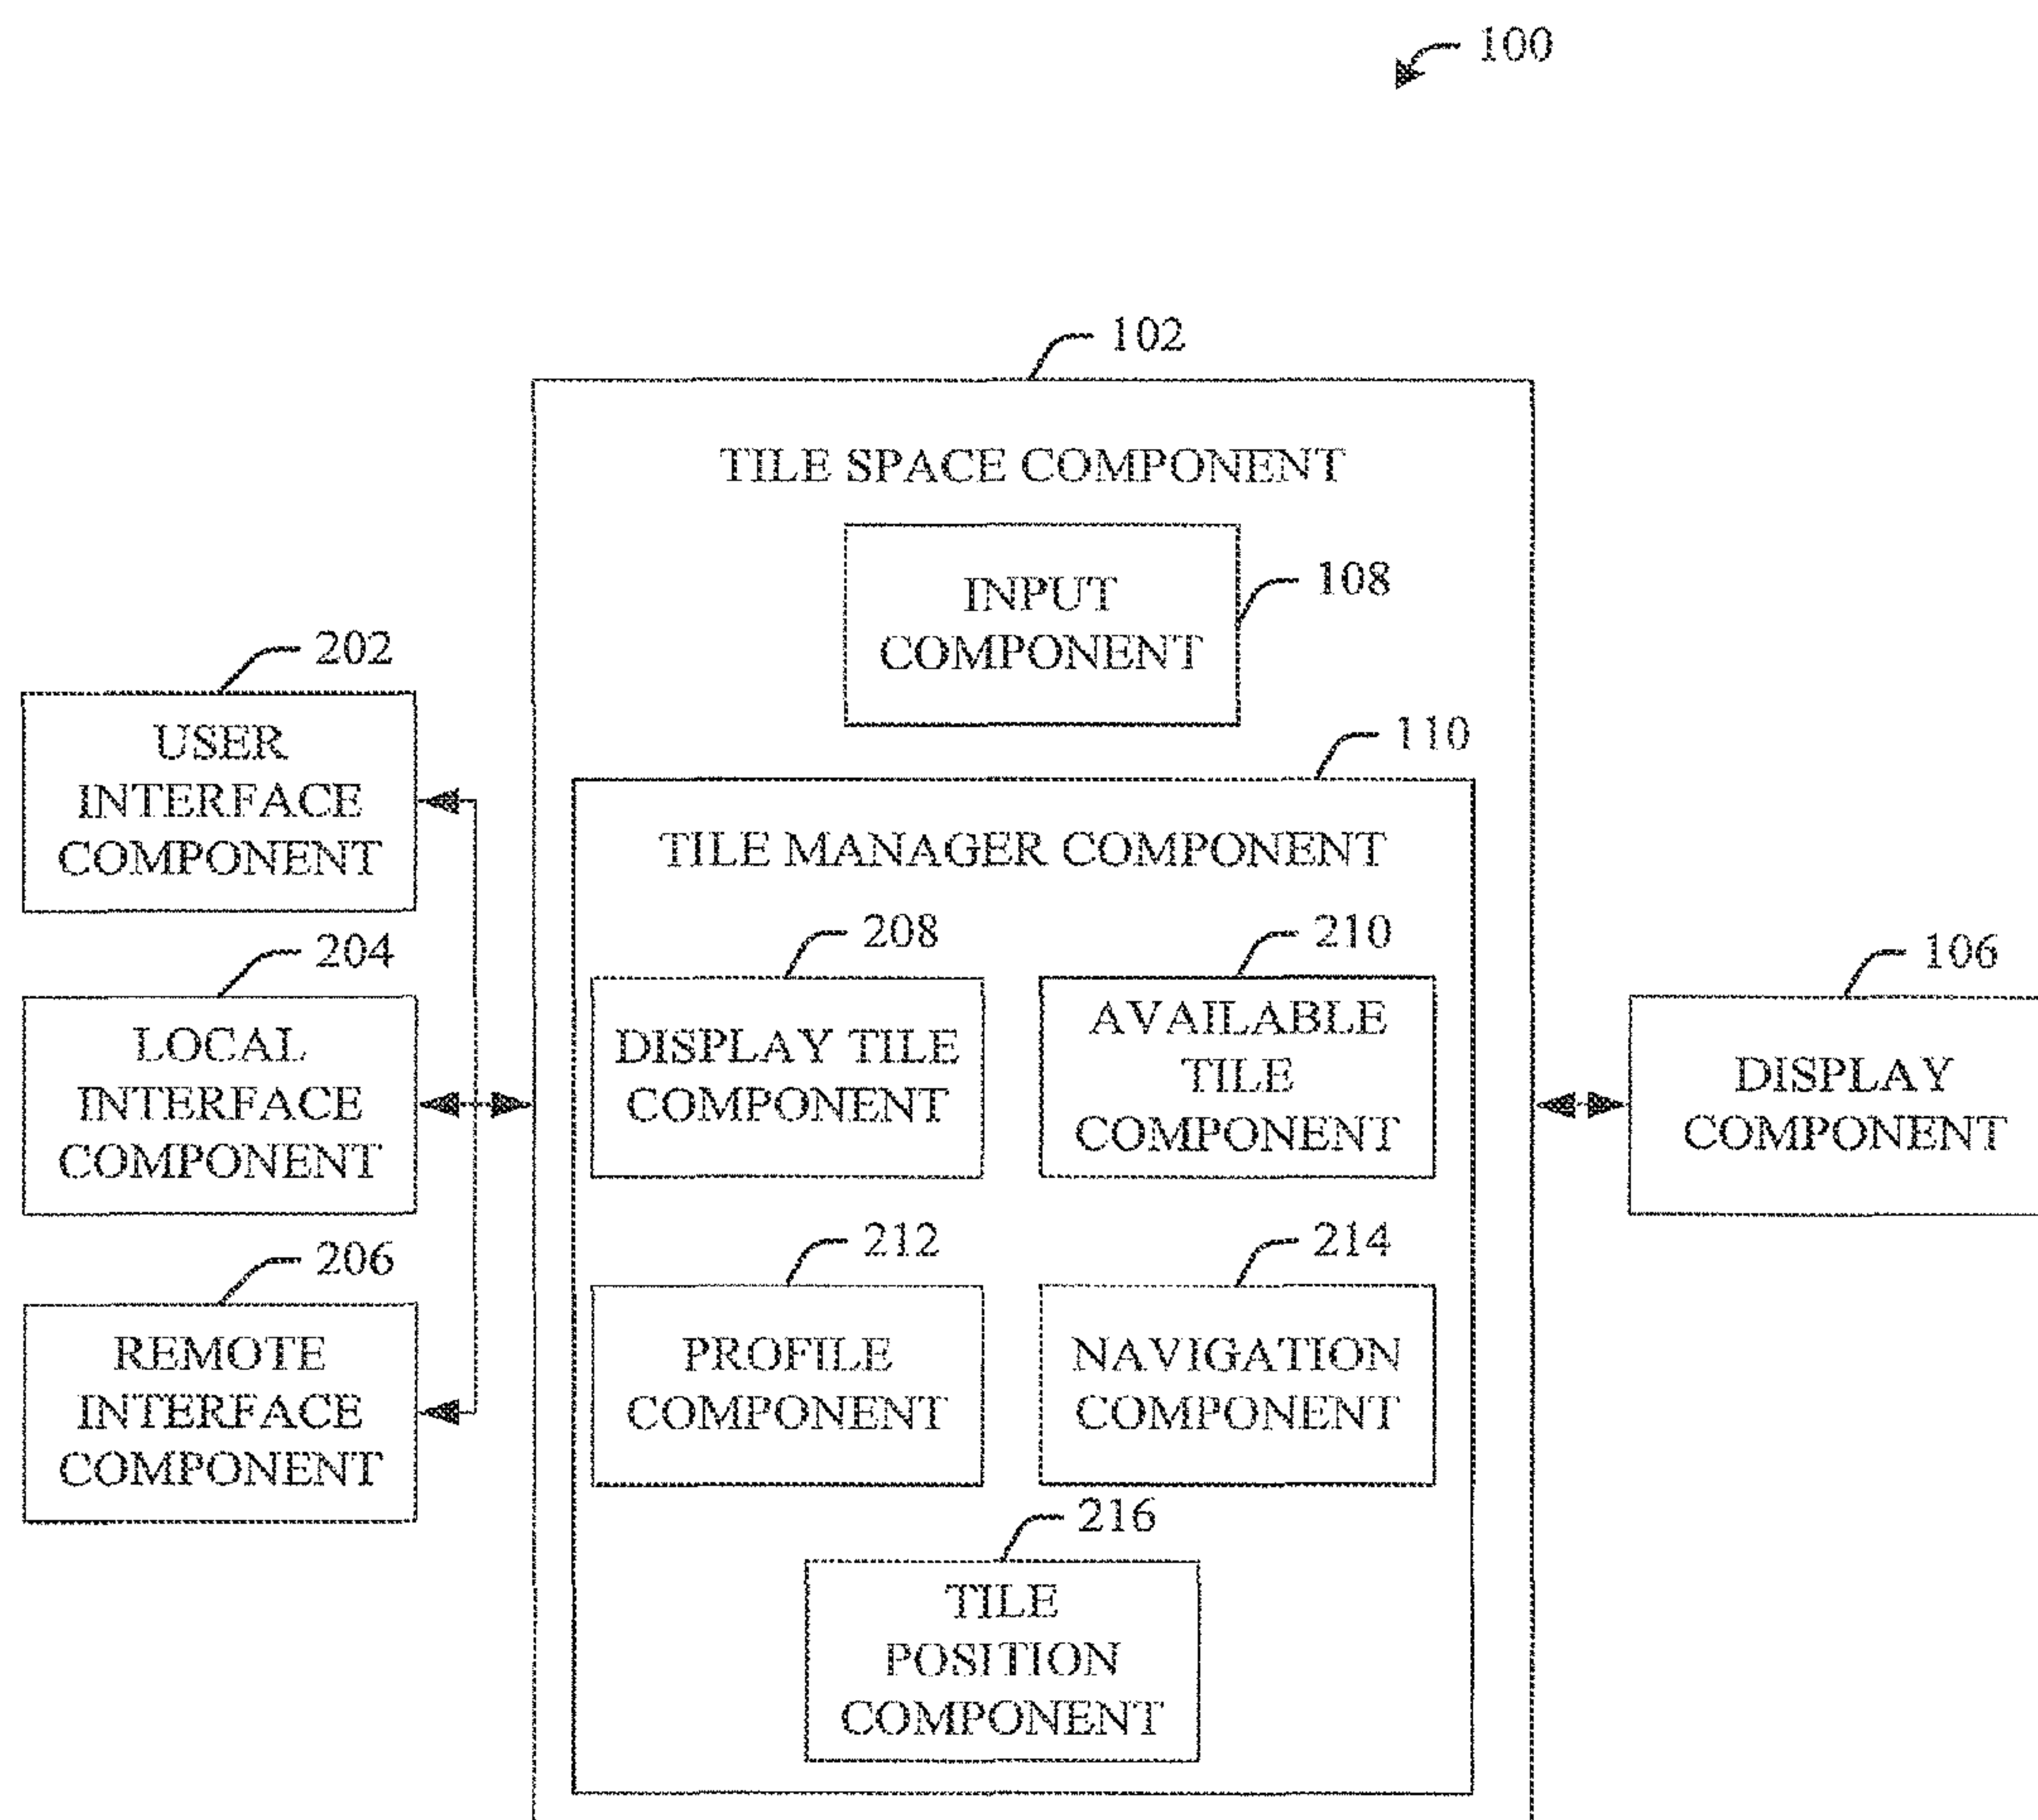 100
102
TILE SPACE COMPONENT
INPUT
COMPONENT
108
202
USER
INTERFACE
COMPONENT
204
LOCAL
INTERFACE
COMPONENT
206
REMOTE
INTERFACE
COMPONENT
110
TILE MANAGER COMPONENT
208
DISPLAY TILE
COMPONENT
210
AVAILABLE
TILE
COMPONENT
212
PROFILE
COMPONENT
214
NAVIGATION
COMPONENT
216
TILE
POSITION
COMPONENT
106
DISPLAY
COMPONENT